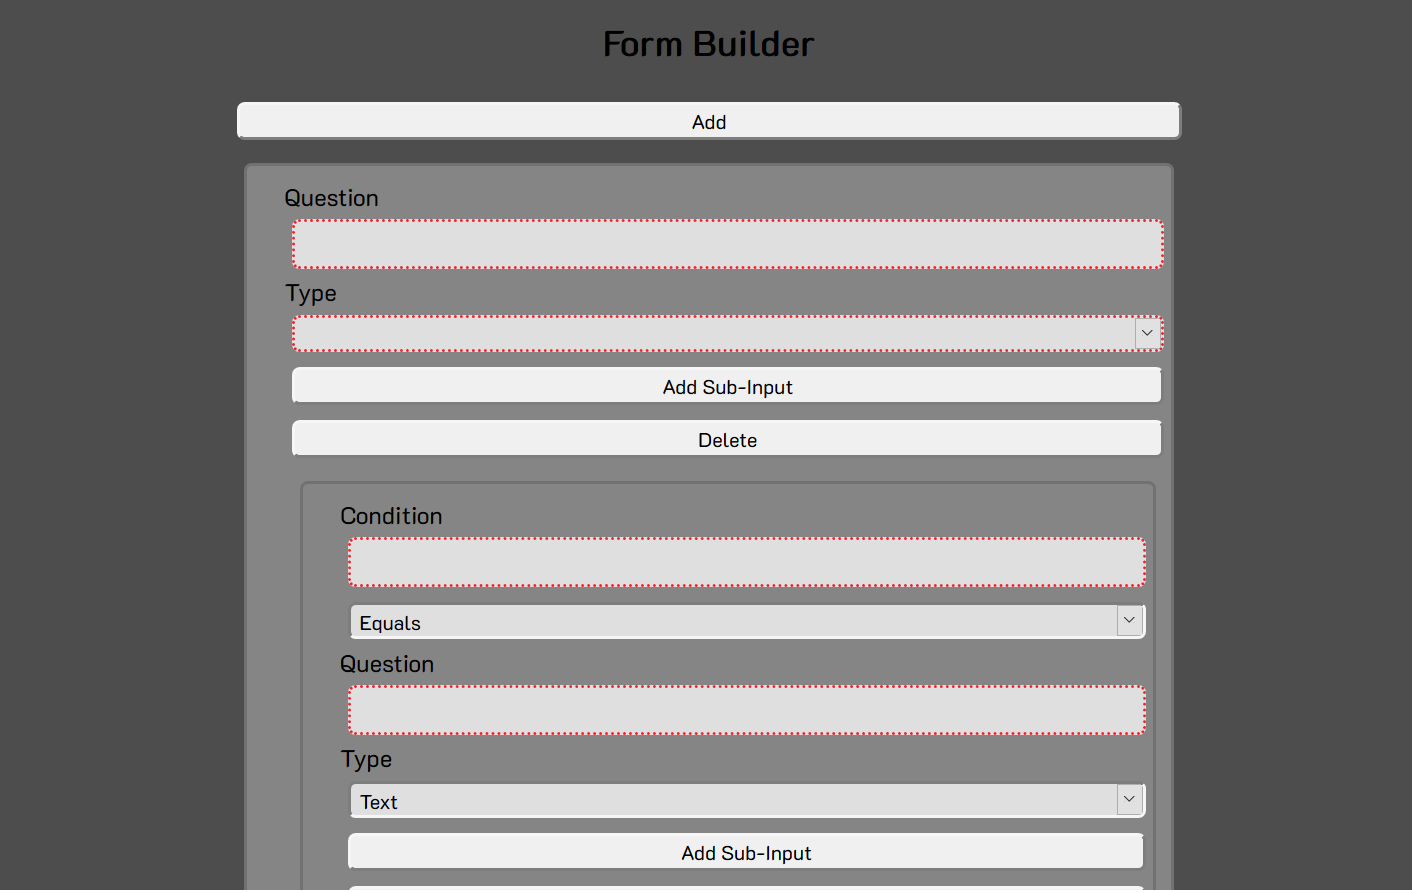 Form Builder
Add
Question
Type
Add Sub-Input
Delete
Condition
Equals
Question
Type
Text
Add Sub-Input